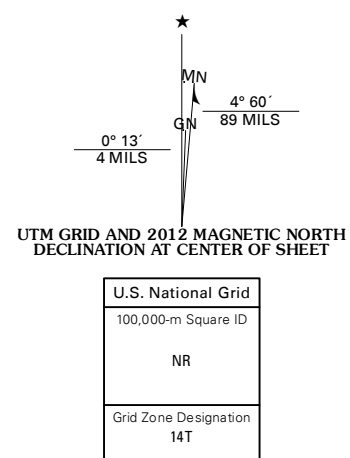 ★
MN
4° 60´
89 MILS
GN
0° 13´
4 MILS
UTM GRID AND 2012 MAGNETIC NORTH
DECLINATION AT CENTER OF SHEET
U.S. National Grid
100,000-m Square ID
NR
Grid Zone Designation
14T